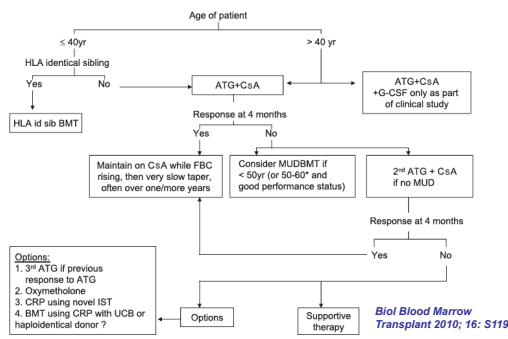 Age of patient
≤ 40yr
> 40 yr
HLA identical sibling
Yes
No
ATG+CsA
ATG+CsA
+G-CSF only as part
of clinical study
HLA id sib BMT
Response at 4 months
Yes
No
Maintain on CsA while FBC
rising, then very slow taper,
often over one/more years
Consider MUDBMT if
< 50yr (or 50-60* and
good performance status)
2nd ATG + CsA
if no MUD
Response at 4 months
Yes
No
Options:
1. 3rd ATG if previous
response to ATG
2. Oxymetholone
3. CRP using novel IST
4. BMT using CRP with UCB or
haploidentical donor ?
Options
Supportive
therapy
Biol Blood Marrow
Transplant 2010; 16: S119